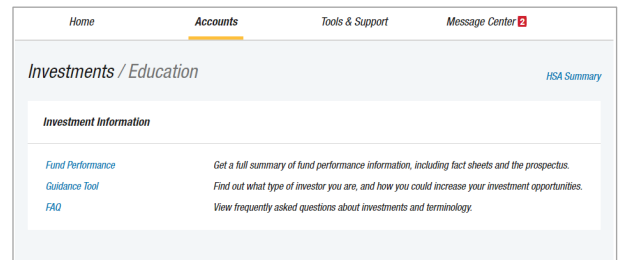 Home Accounts Tools & Support Message Center 2
Investments / Education
HSA Summary
Investment Information
Fund Performance Get a full summary of fund performance information, including fact sheets and the prospectus.
Guidance Tool Find out what type of investor you are, and how you could increase your investment opportunities.
FAQ View frequently asked questions about investments and terminology.